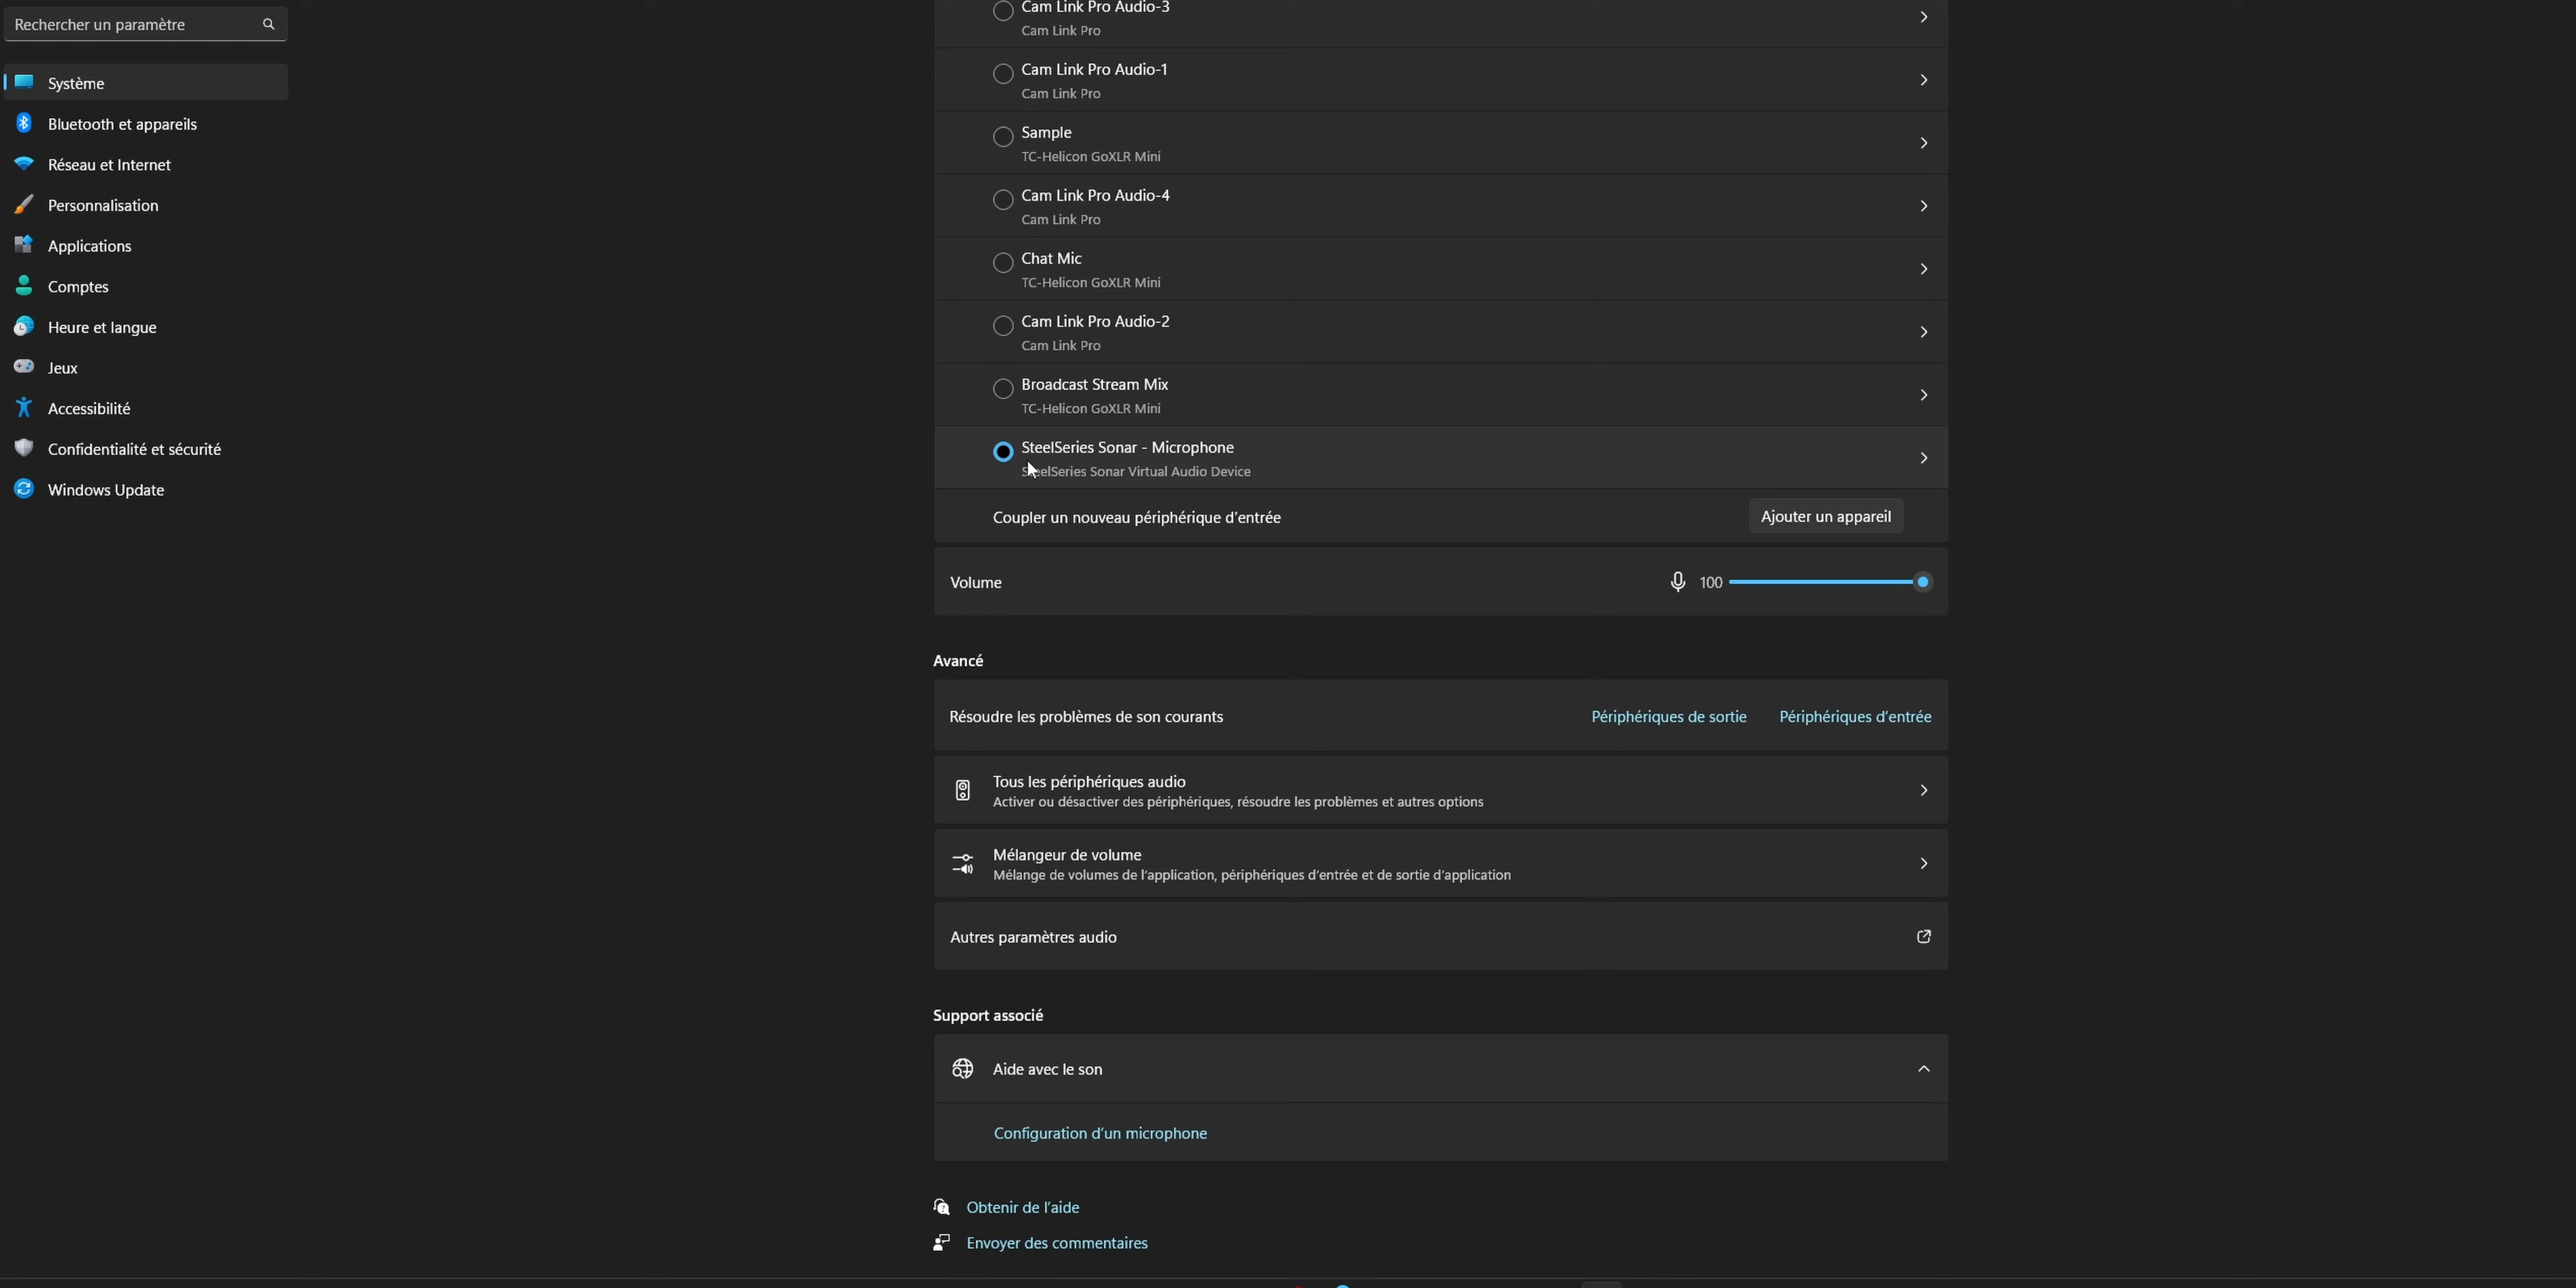 Rechercher un paramètre
Système
Bluetooth et appareils
Réseau et Internet
Personnalisation
Applications
Comptes
Heure et langue
Jeux
Accessibilité
Confidentialité et sécurité
Windows Update
Cam Link Pro Audio-3
Cam Link Pro
Cam Link Pro Audio-1
Cam Link Pro
Sample
TC-Helicon GoXLR Mini
Cam Link Pro Audio-4
Cam Link Pro
Chat Mic
TC-Helicon GoXLR Mini
Cam Link Pro Audio-2
Cam Link Pro
Broadcast Stream Mix
TC-Helicon GoXLR Mini
SteelSeries Sonar - Microphone
SteelSeries Sonar Virtual Audio Device
Coupler un nouveau périphérique d'entrée
Ajouter un appareil
Volume
100
Avancé
Résoudre les problèmes de son courants
Périphériques de sortie
Périphériques d'entrée
Tous les périphériques audio
Activer ou désactiver des périphériques, résoudre les problèmes et autres options
Mélangeur de volume
Mélange de volumes de l'application, périphériques d'entrée et de sortie d'application
Autres paramètres audio
Support associé
Aide avec le son
Configuration d'un microphone
Obtenir de l'aide
Envoyer des commentaires